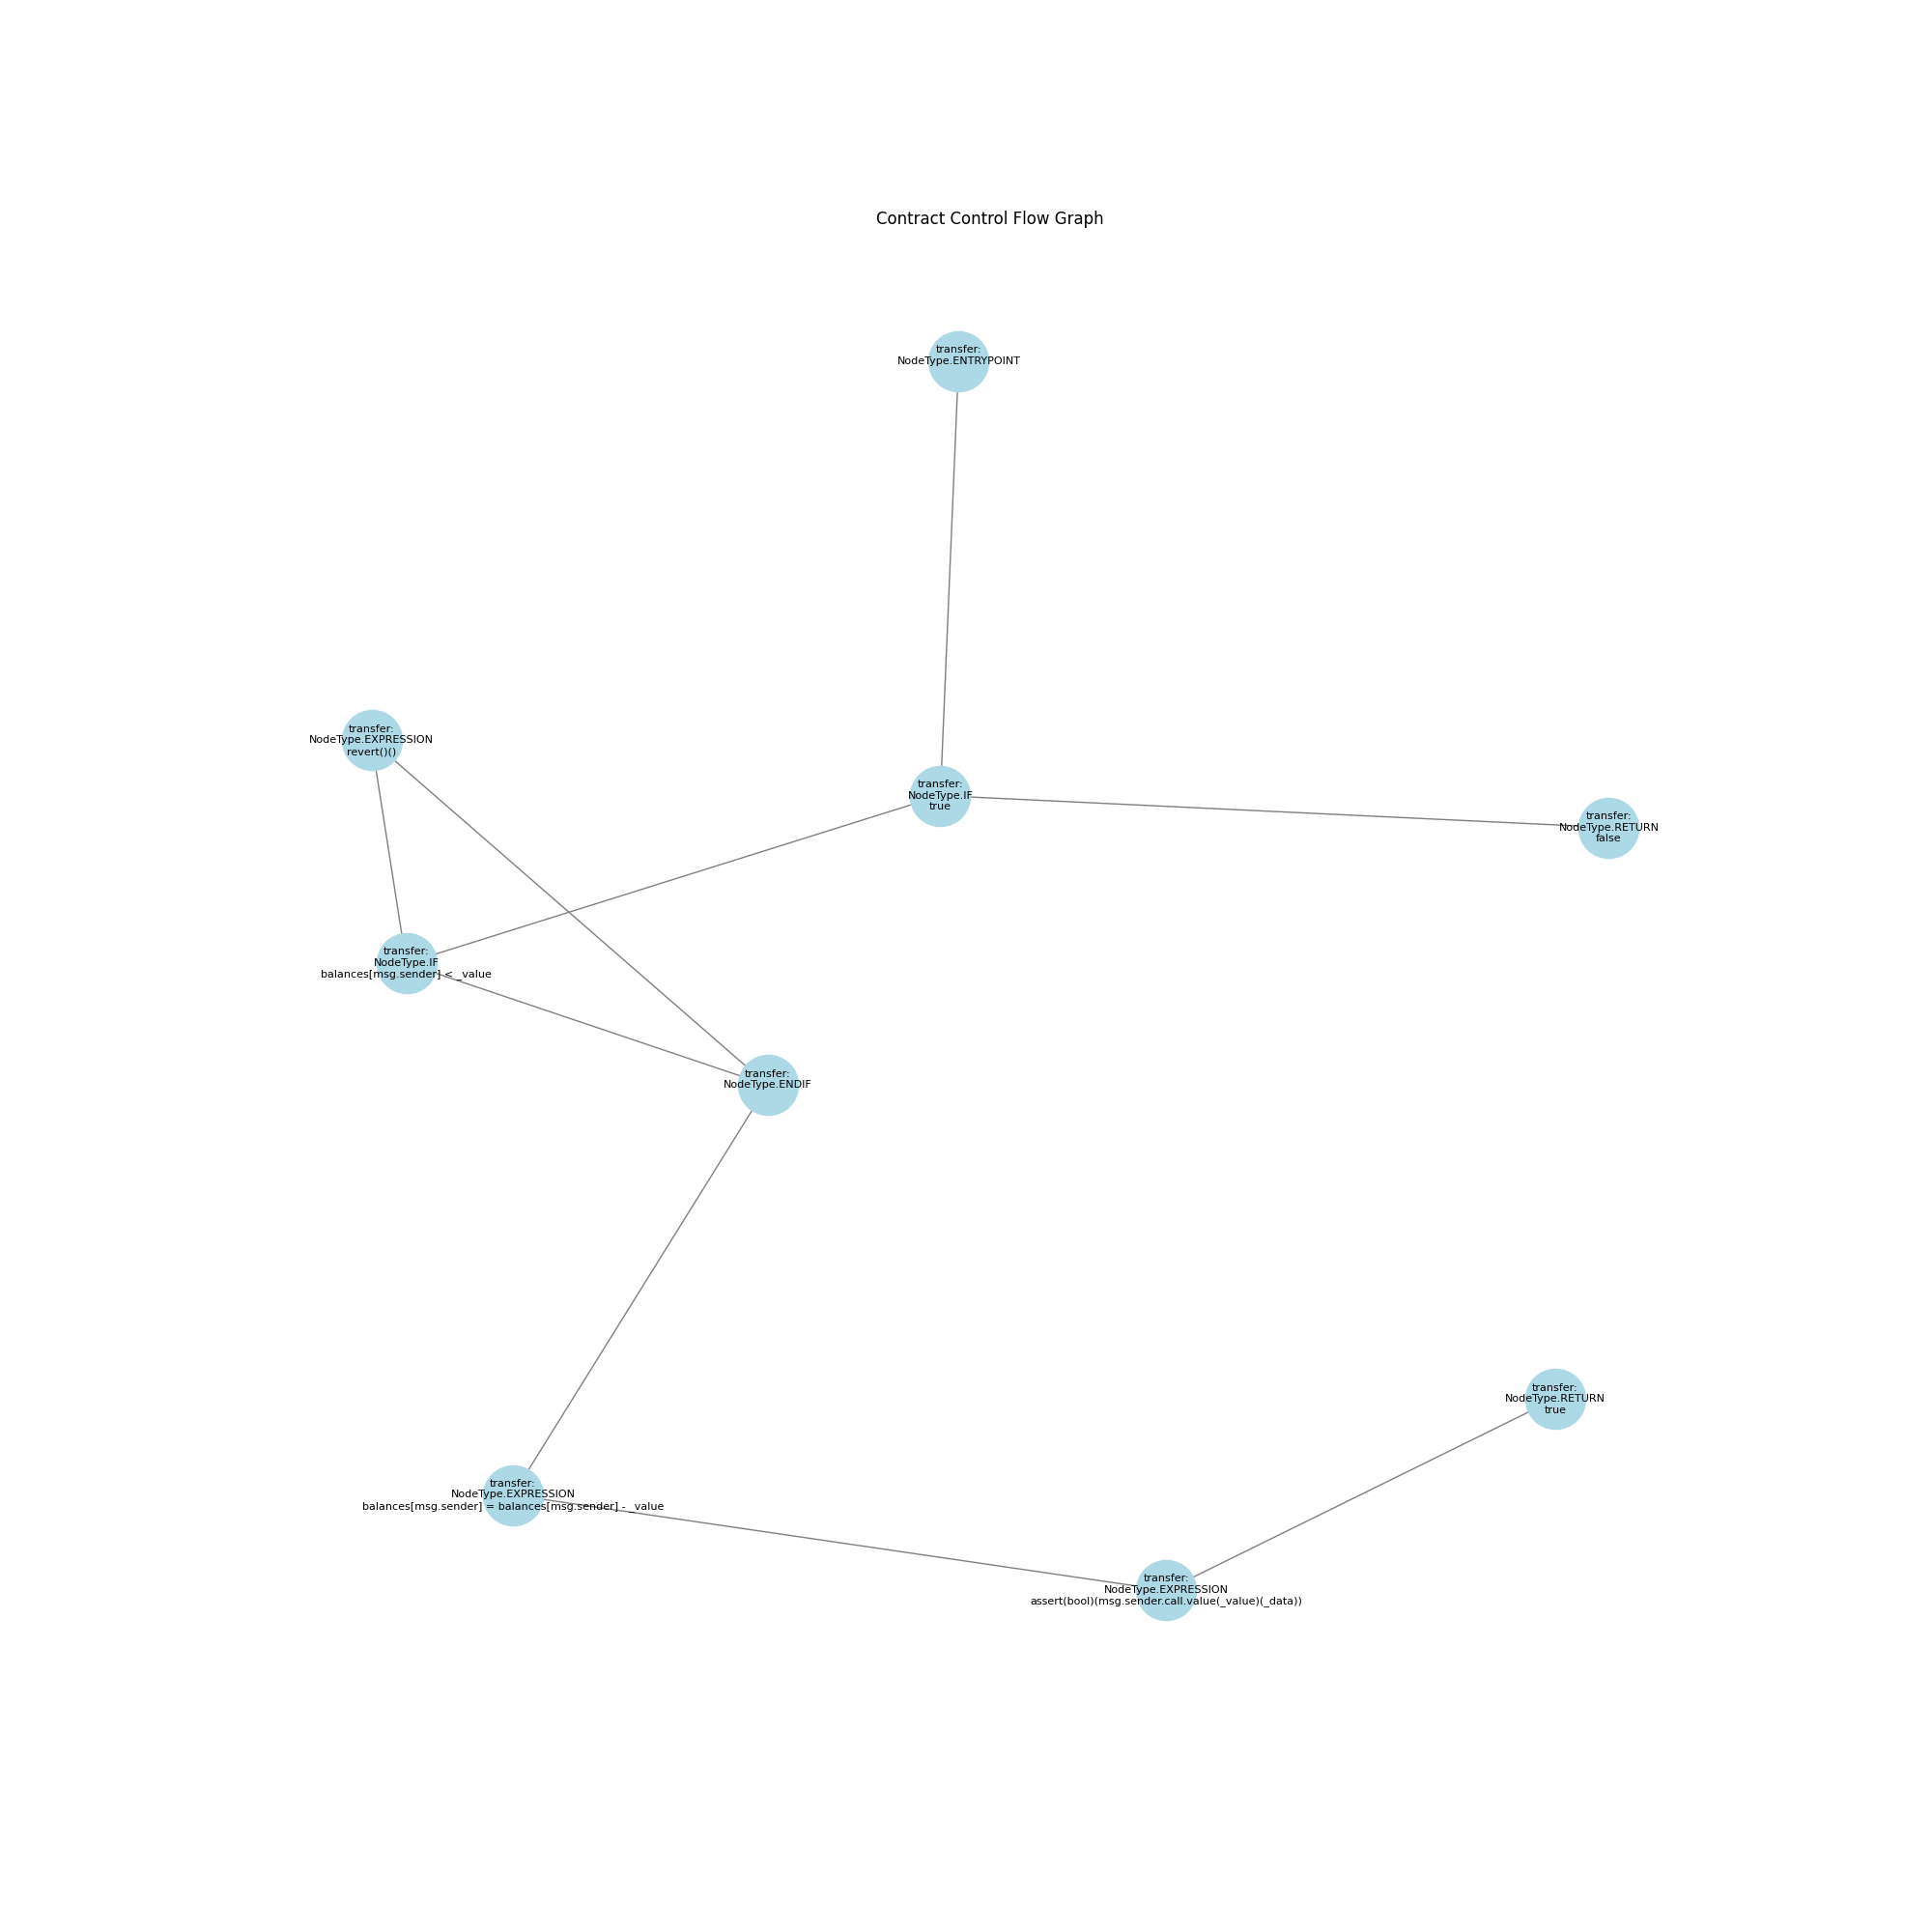 Contract Control Flow Graph
transfer:
NodeType.ENTRYPOINT
transfer:
NodeType.EXPRESSION
revert()()
transfer:
NodeType.IF
true
transfer:
NodeType.RETURN
false
transfer:
NodeType.IF
balances[msg.sender] < _value
transfer:
NodeType.ENDIF
transfer:
NodeType.RETURN
true
transfer:
NodeType.EXPRESSION
balances[msg.sender] = balances[msg.sender] - _value
transfer:
NodeType.EXPRESSION
assert(bool)(msg.sender.call.value(_value)(_data))